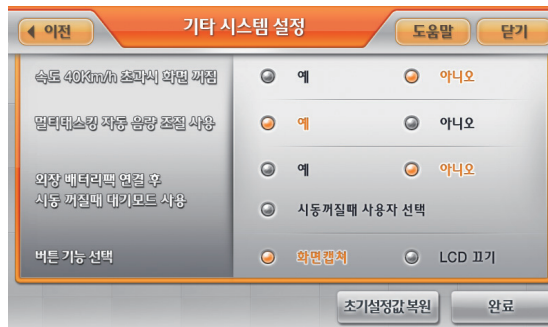 이전 기타 시스템 설정 도움말 닫기
속도 40Km/h 초과시 화면 꺼짐 예 아니오
멀티태스킹 자동 음량 조절 사용 예 아니오
외장 배터리팩 연결 후
시동 꺼질때 대기모드 사용
예 아니오
시동꺼질때 사용자 선택
버튼 기능 선택 화면캡쳐 LCD 끄기
초기설정값 복원 완료